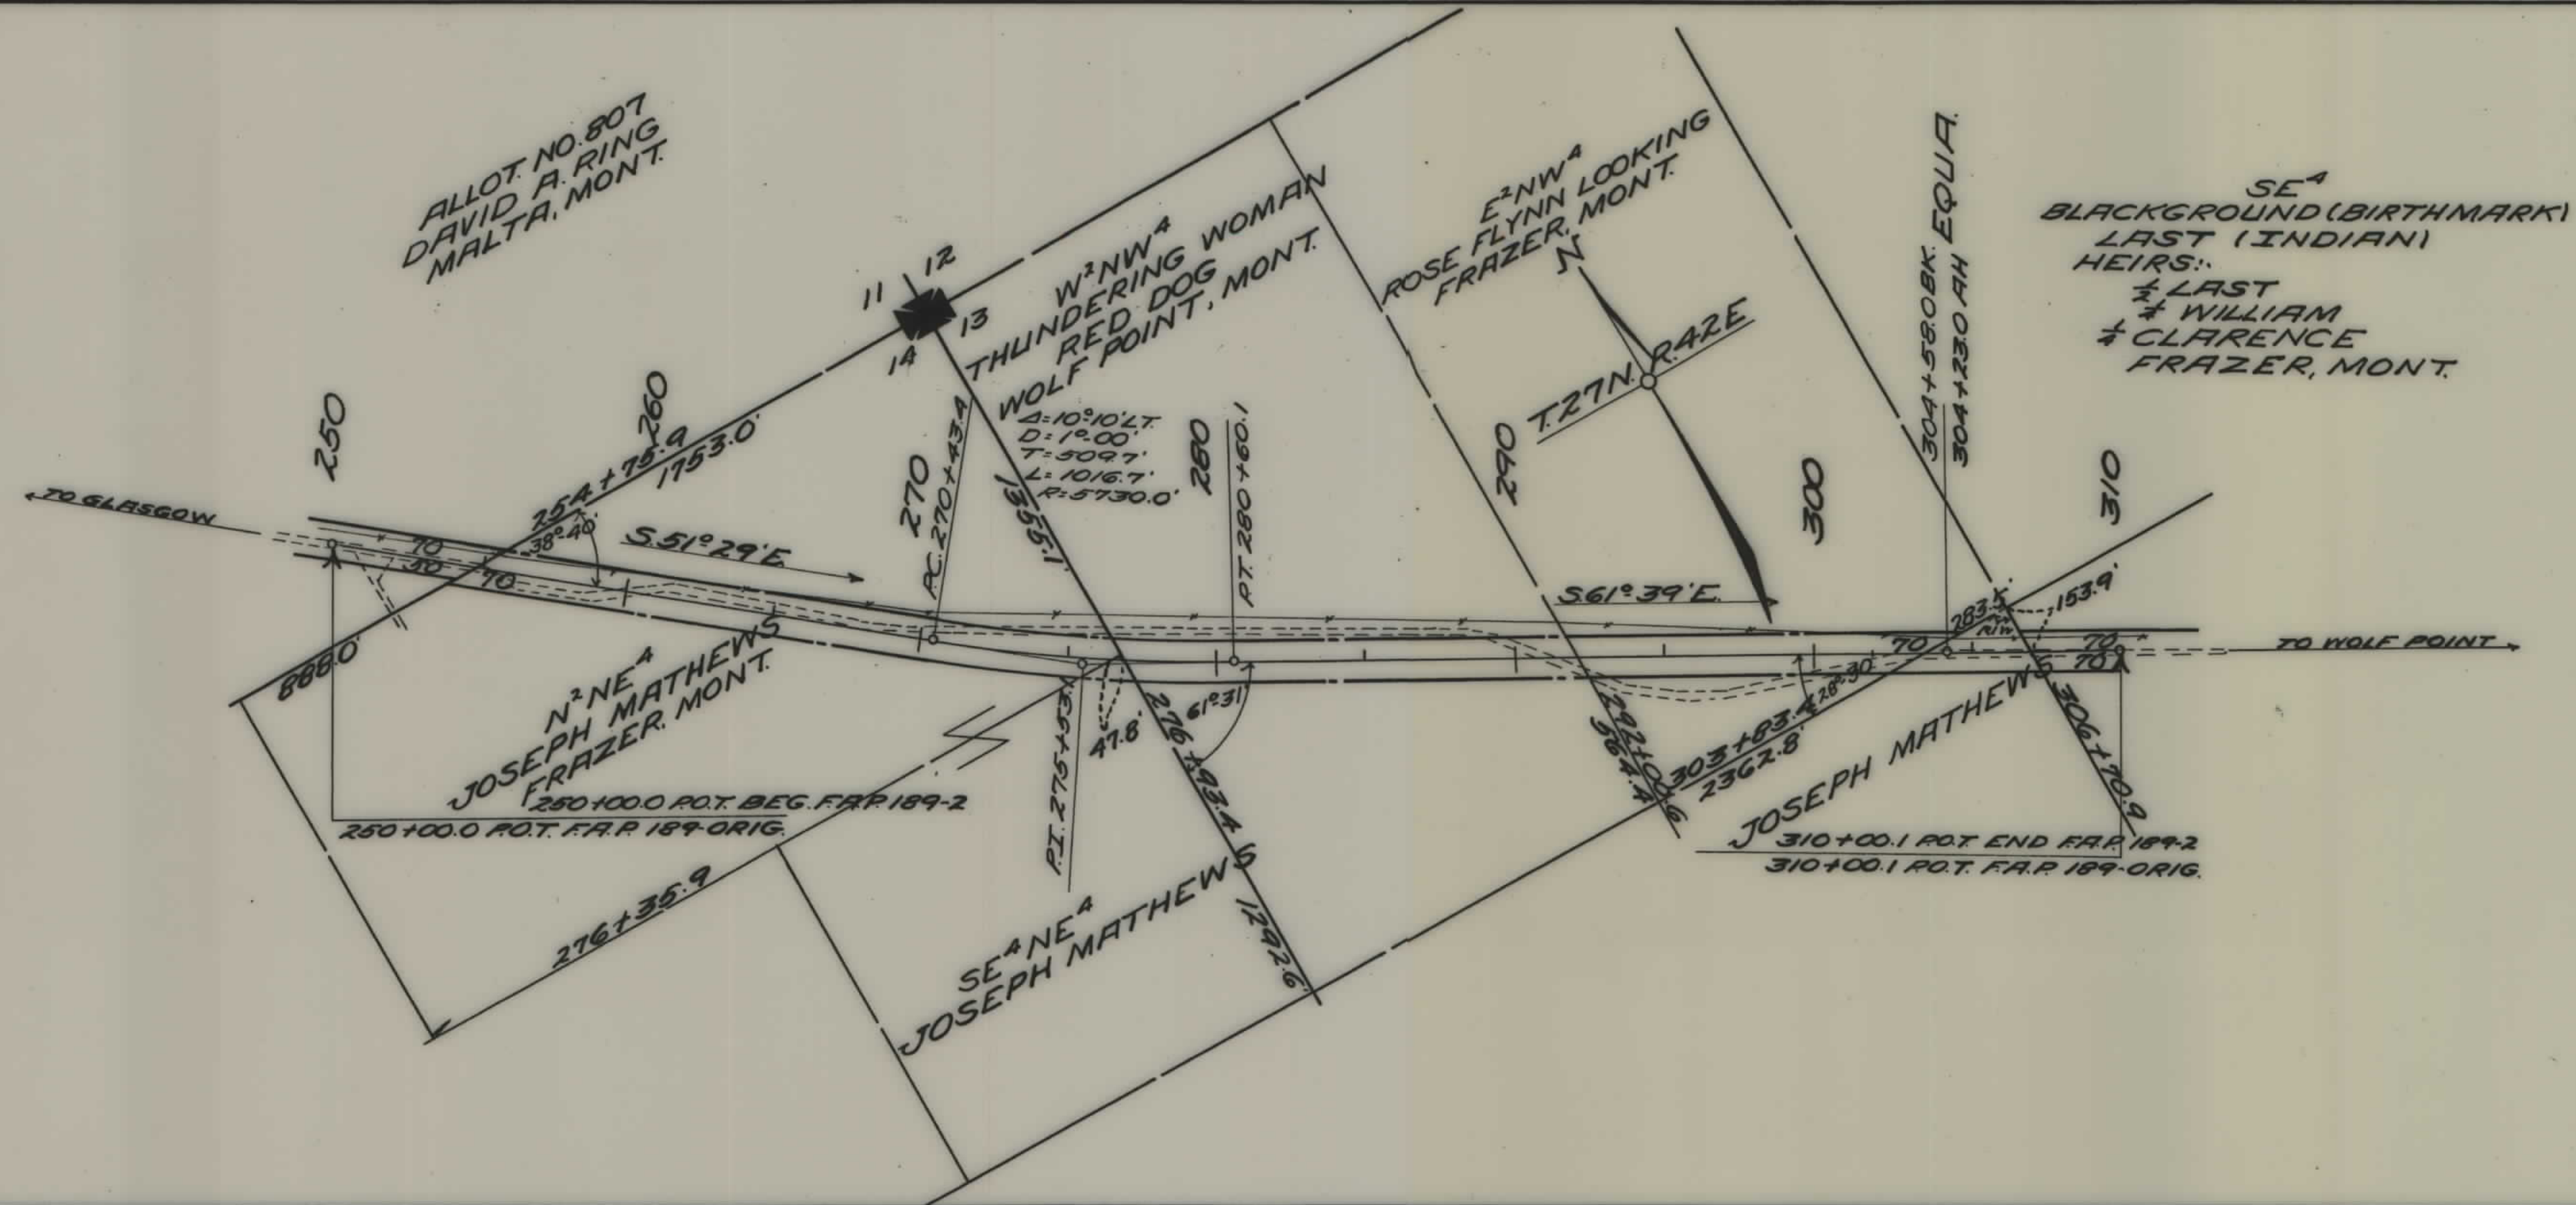 ALLOT. NO. 807
DAVID A. RING
MALTA, MONT.
11
12
13
14
W²NW⁴
THUNDERING WOMAN
RED DOG
WOLF POINT, MONT.
Δ=10°10' LT.
D=1°00'
T=509.7'
L=1016.7'
R=5730.0'
E²NW⁴
ROSE FLYNN LOOKING
FRAZER, MONT.
N
T.27N. R.42E
304+58.0 BK.
304+23.0 AH
EQUA.
SE⁴
BLACKGROUND (BIRTHMARK)
LAST (INDIAN)
HEIRS:
½ LAST
¼ WILLIAM
¼ CLARENCE
FRAZER, MONT.
250
260
270
280
290
300
310
254+75.9
1753.0'
P.C. 270+43.4
1355.1'
P.T. 280+60.1
TO GLASGOW
38°40'
S.51°29'E.
70
50
70
888.0'
S.61°39'E.
283.5'
153.9'
R/W
70
70
70
TO WOLF POINT
N²NE⁴
JOSEPH MATHEWS
FRAZER, MONT.
250+00.0 P.O.T. BEG. F.A.P. 189-2
250+00.0 P.O.T. F.A.P. 189-ORIG.
P.I. 275+53.1
47.8'
61°31'
276+93.4
1292.6'
292+00.6
564.4
303+83.4
2362.8'
28°30'
JOSEPH MATHEWS
306+70.9
310+00.1 P.O.T. END F.A.P. 189-2
310+00.1 P.O.T. F.A.P. 189-ORIG.
276+35.9
SE⁴NE⁴
JOSEPH MATHEWS